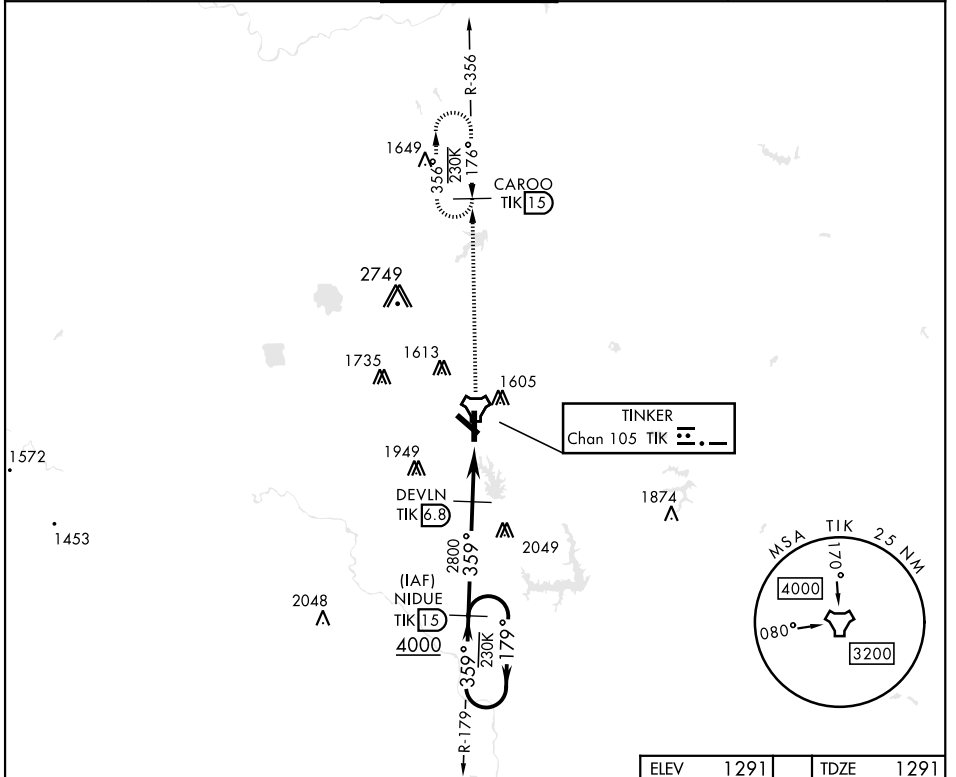 R-356
1649
356°
230K
176°
CAROO
TIK 15
2749
1735
1613
1605
TINKER
Chan 105 TIK
1949
1572
DEVLN
TIK 6.8
1874
1453
2800
359°
2049
(IAF)
NIDUE
TIK 15
4000
2048
359°
230K
179°
R-179
MSA TIK 25 NM
170°
4000
080°
3200
ELEV 1291
TDZE 1291